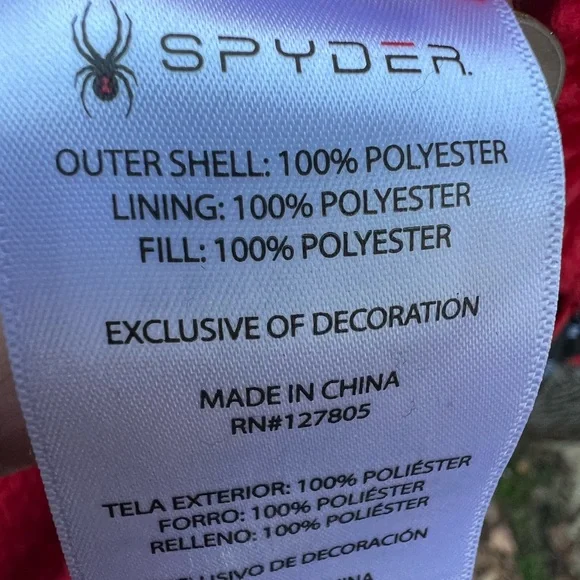 SPYDER.
OUTER SHELL: 100% POLYESTER
LINING: 100% POLYESTER
FILL: 100% POLYESTER
EXCLUSIVE OF DECORATION
MADE IN CHINA
RN#127805
TELA EXTERIOR: 100% POLIÉSTER
FORRO: 100% POLIÉSTER
RELLENO: 100% POLIÉSTER
DE DECORACIÓN
CHINA